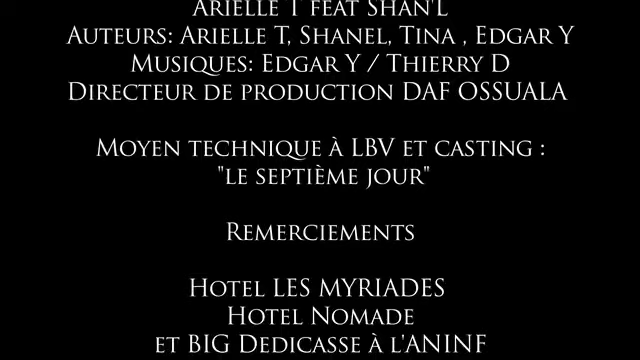 Arielle T feat Shan'L
Auteurs: Arielle T, Shanel, Tina , Edgar Y
Musiques: Edgar Y / Thierry D
Directeur de production DAF OSSUALA
Moyen technique à LBV et casting :
"le septième jour"
Remerciements
Hotel LES MYRIADES
Hotel Nomade
et BIG Dedicasse à l'ANINF